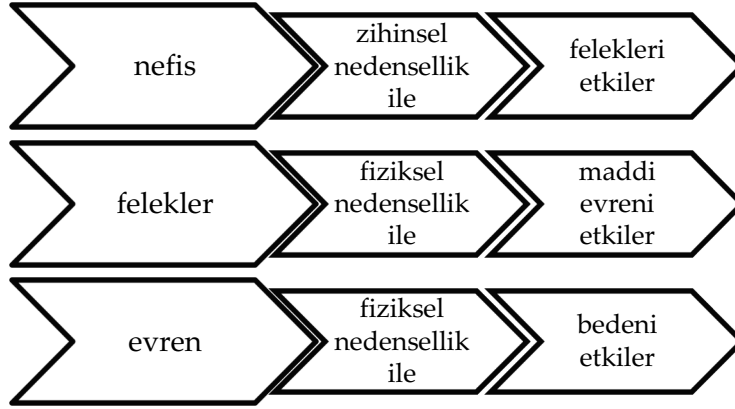 nefis
zihinsel
nedensellik
ile
felekleri
etkiler
felekler
fiziksel
nedensellik
ile
maddi
evreni
etkiler
evren
fiziksel
nedensellik
ile
bedeni
etkiler